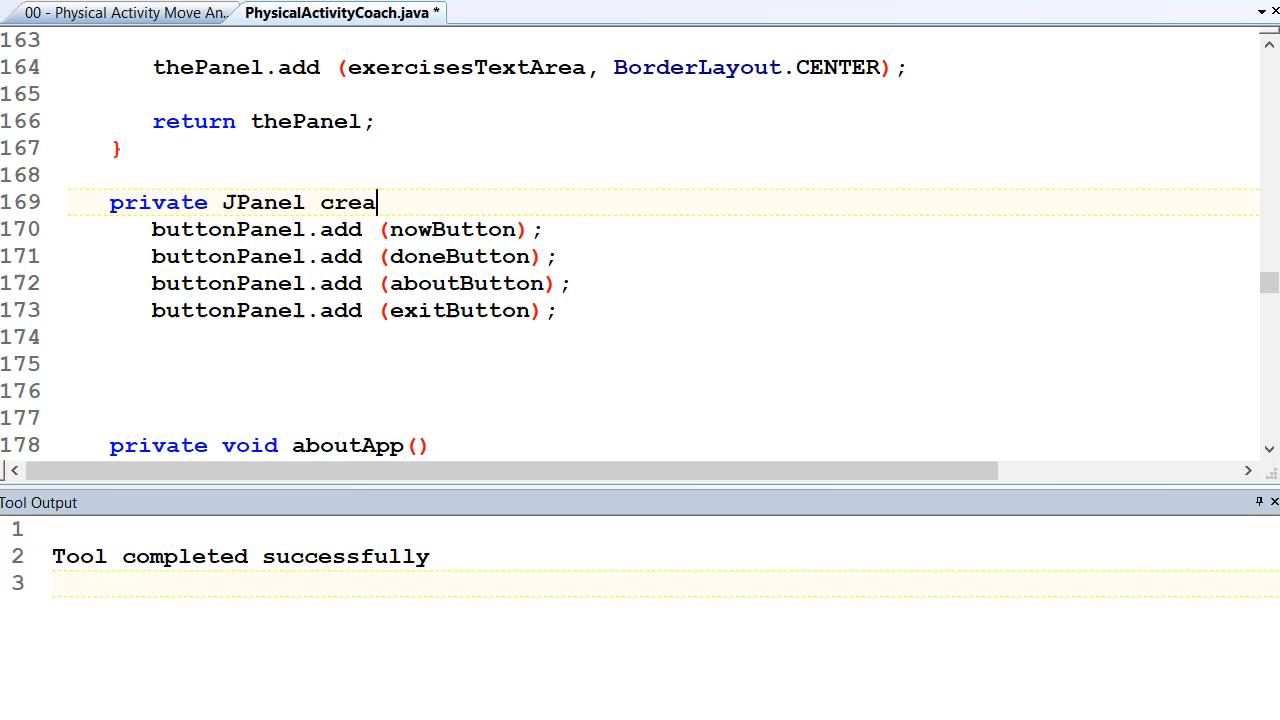 00 - Physical Activity Move An..
PhysicalActivityCoach.java *
163
164 thePanel.add (exercisesTextArea, BorderLayout.CENTER);
165
166 return thePanel;
167 }
168
169 private JPanel crea
170 buttonPanel.add (nowButton);
171 buttonPanel.add (doneButton);
172 buttonPanel.add (aboutButton);
173 buttonPanel.add (exitButton);
174
175
176
177
178 private void aboutApp()
Tool Output
1
2 Tool completed successfully
3